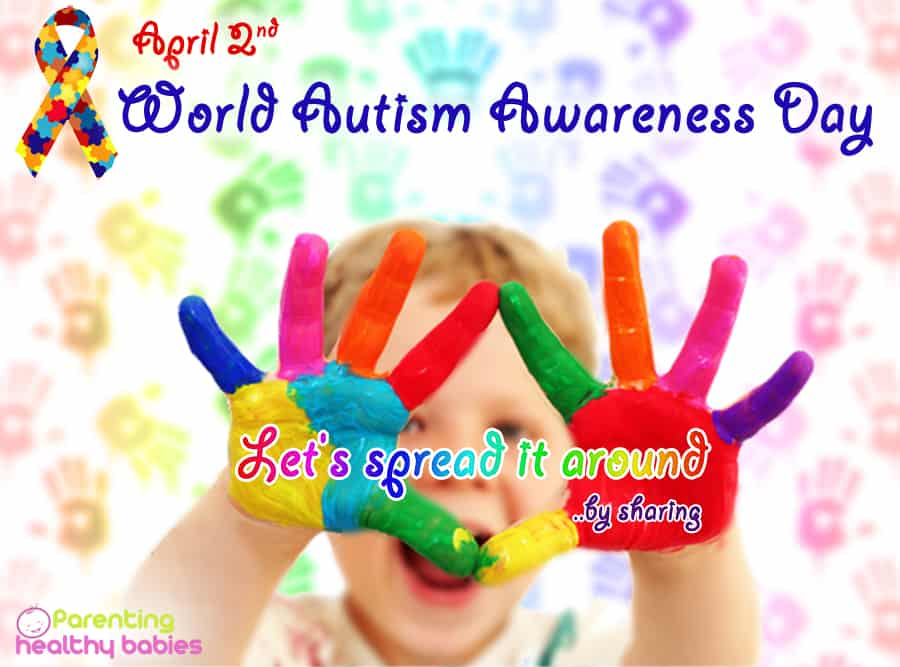 April 2nd
World Autism Awareness Day
Let's spread it around
..by sharing
Parenting
healthy babies